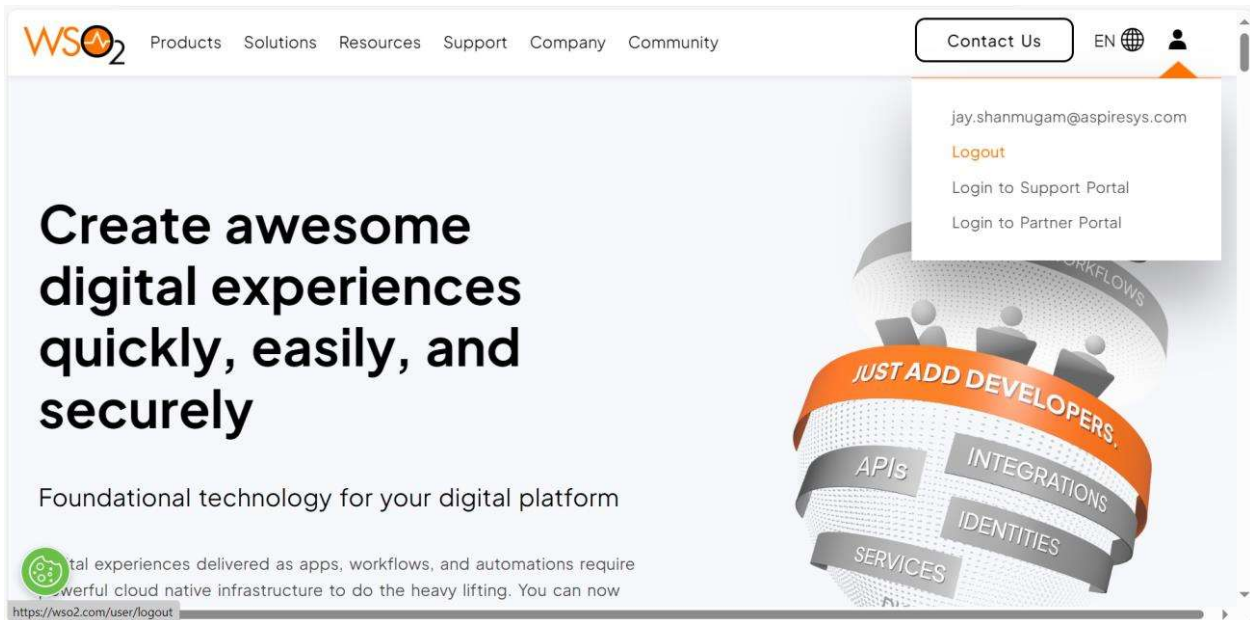 WSO2 Products Solutions Resources Support Company Community Contact Us EN
jay.shanmugam@aspiresys.com
Logout
Login to Support Portal
Login to Partner Portal
Create awesome
digital experiences
quickly, easily, and
securely
Foundational technology for your digital platform
experiences delivered as apps, workflows, and automations require
powerful cloud native infrastructure to do the heavy lifting. You can now
WORKFLOWS
JUST ADD DEVELOPERS.
APIs
INTEGRATIONS
IDENTITIES
SERVICES
https://wso2.com/user/logout